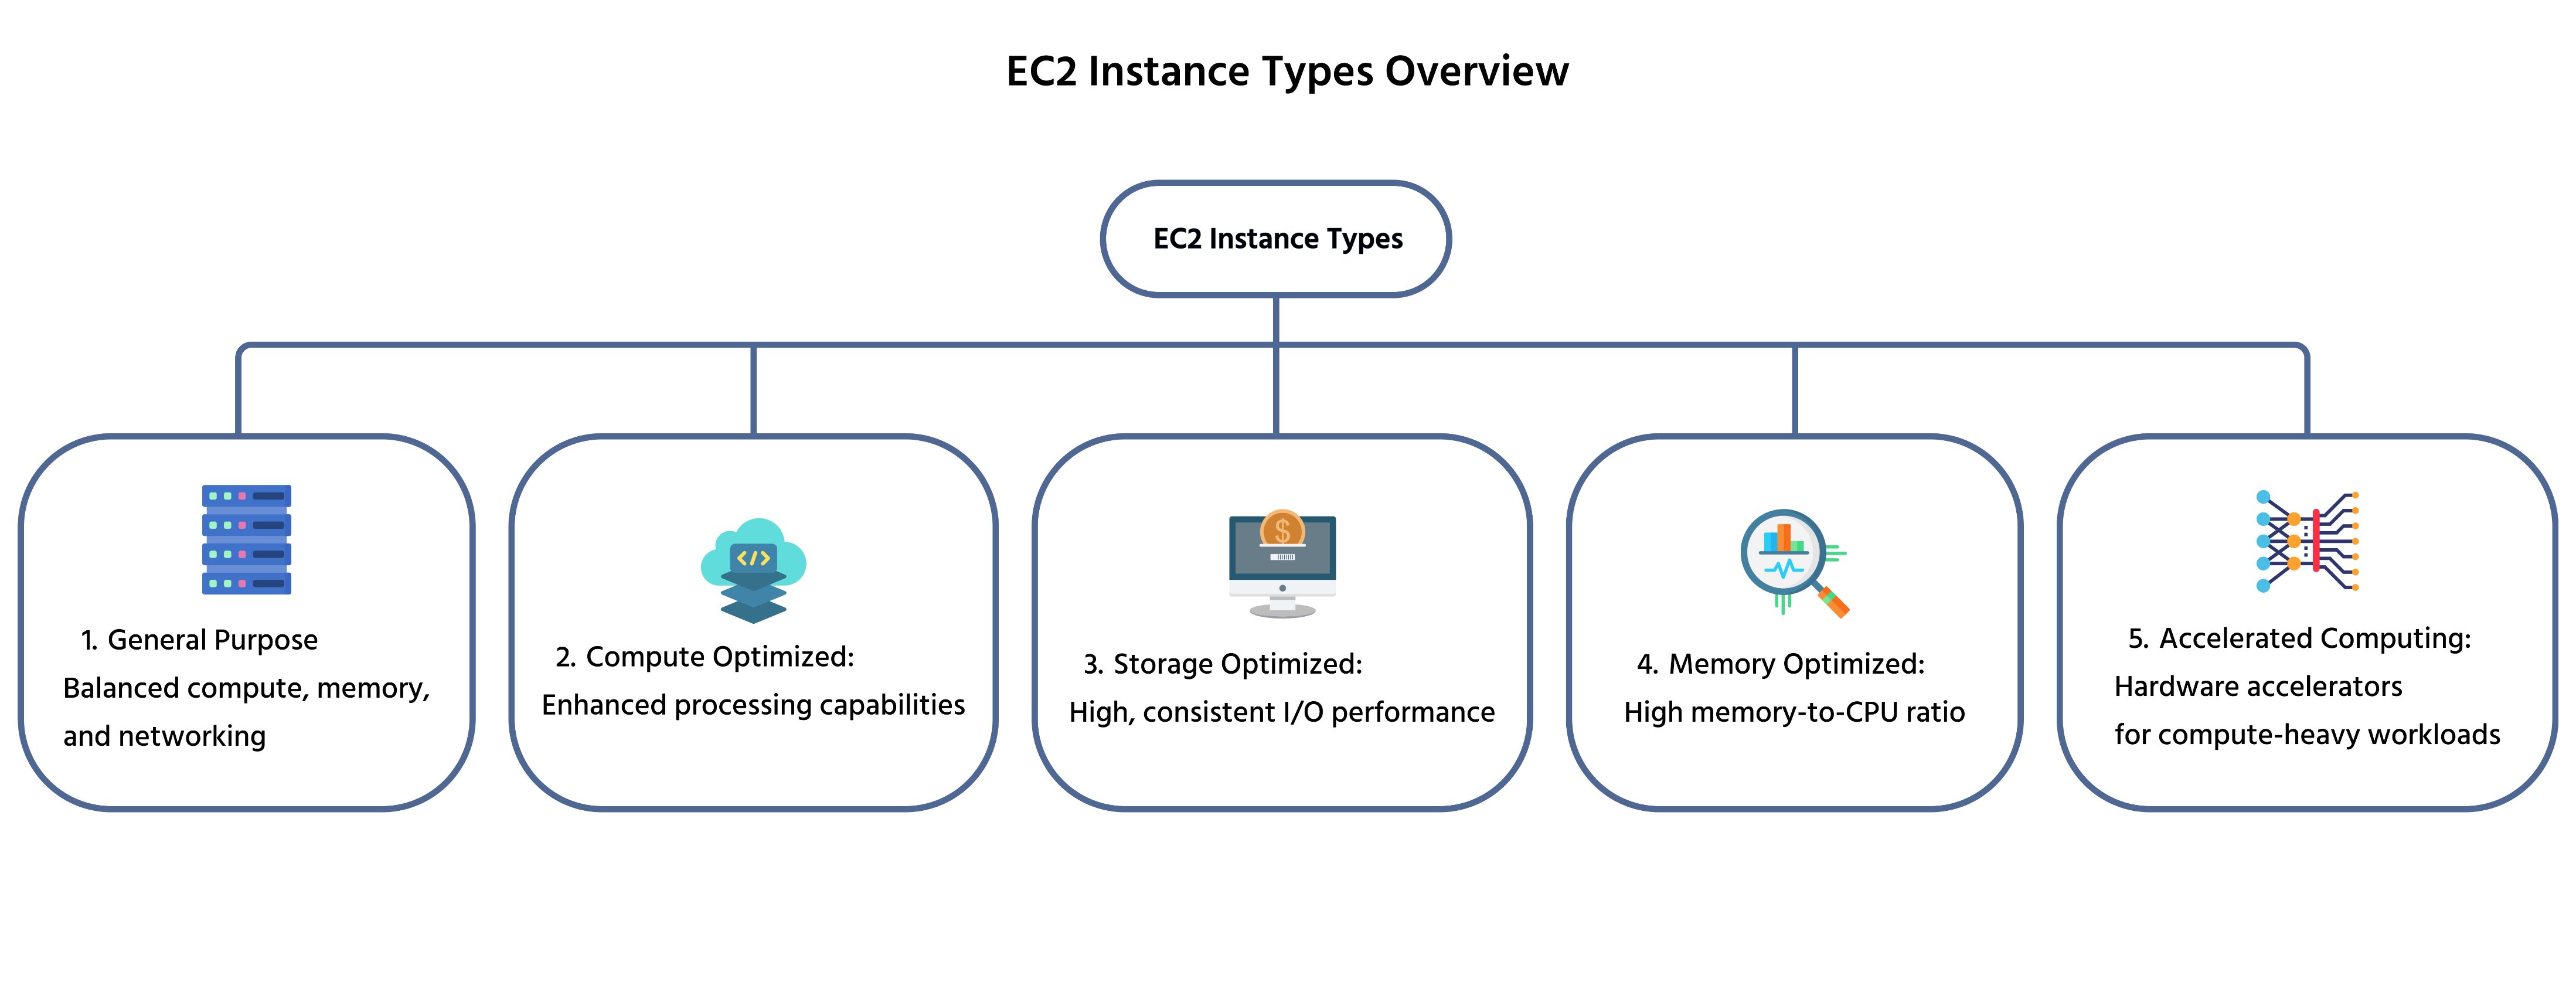 EC2 Instance Types Overview
EC2 Instance Types
1. General Purpose
Balanced compute, memory,
and networking
2. Compute Optimized:
Enhanced processing capabilities
3. Storage Optimized:
High, consistent I/O performance
4. Memory Optimized:
High memory-to-CPU ratio
5. Accelerated Computing:
Hardware accelerators
for compute-heavy workloads